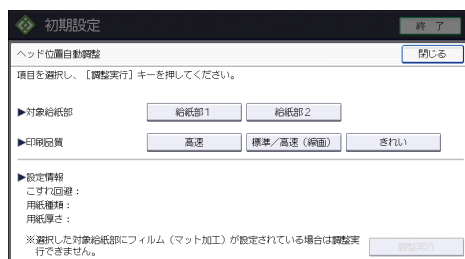 初期設定
終 了
ヘッド位置自動調整
閉じる
項目を選択し、[調整実行]キーを押してください。
▶対象給紙部
給紙部1
給紙部2
▶印刷品質
高速
標準/高速(線画)
きれい
▶設定情報
こすれ回避:
用紙種類:
用紙厚さ:
※選択した対象給紙部にフィルム(マット加工)が設定されている場合は調整実
行できません。
調整実行